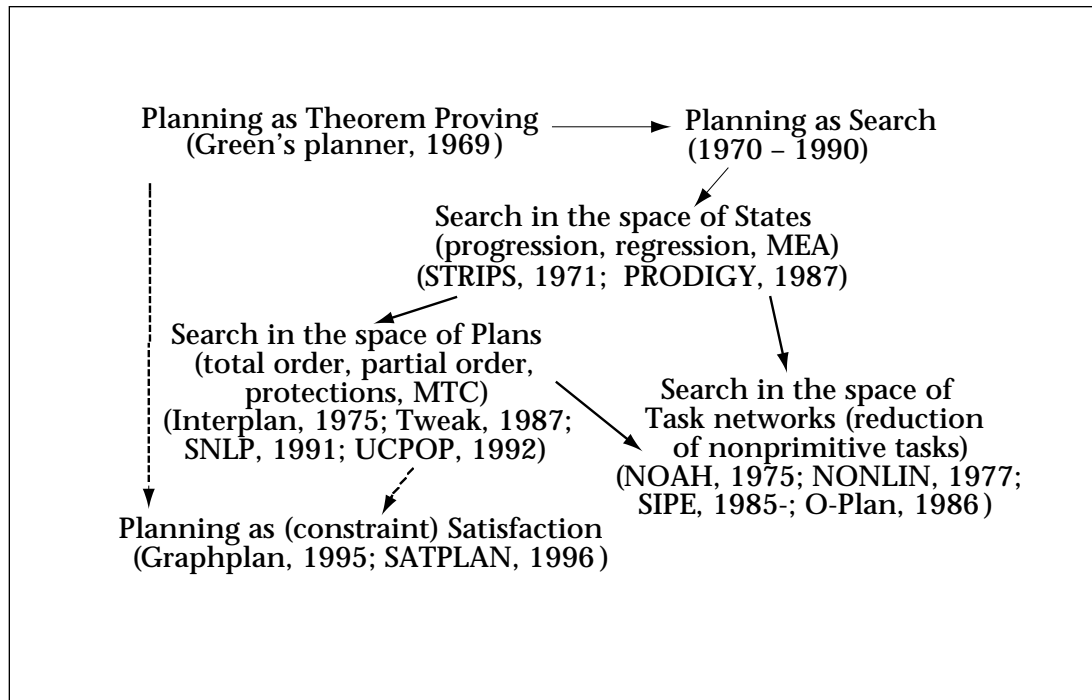 Planning as Theorem Proving
(Green's planner, 1969)
Planning as Search
(1970 – 1990)
Search in the space of States
(progression, regression, MEA)
(STRIPS, 1971; PRODIGY, 1987)
Search in the space of Plans
(total order, partial order,
protections, MTC)
(Interplan, 1975; Tweak, 1987;
SNLP, 1991; UCPOP, 1992)
Search in the space of
Task networks (reduction
of nonprimitive tasks)
(NOAH, 1975; NONLIN, 1977;
SIPE, 1985-; O-Plan, 1986)
Planning as (constraint) Satisfaction
(Graphplan, 1995; SATPLAN, 1996)